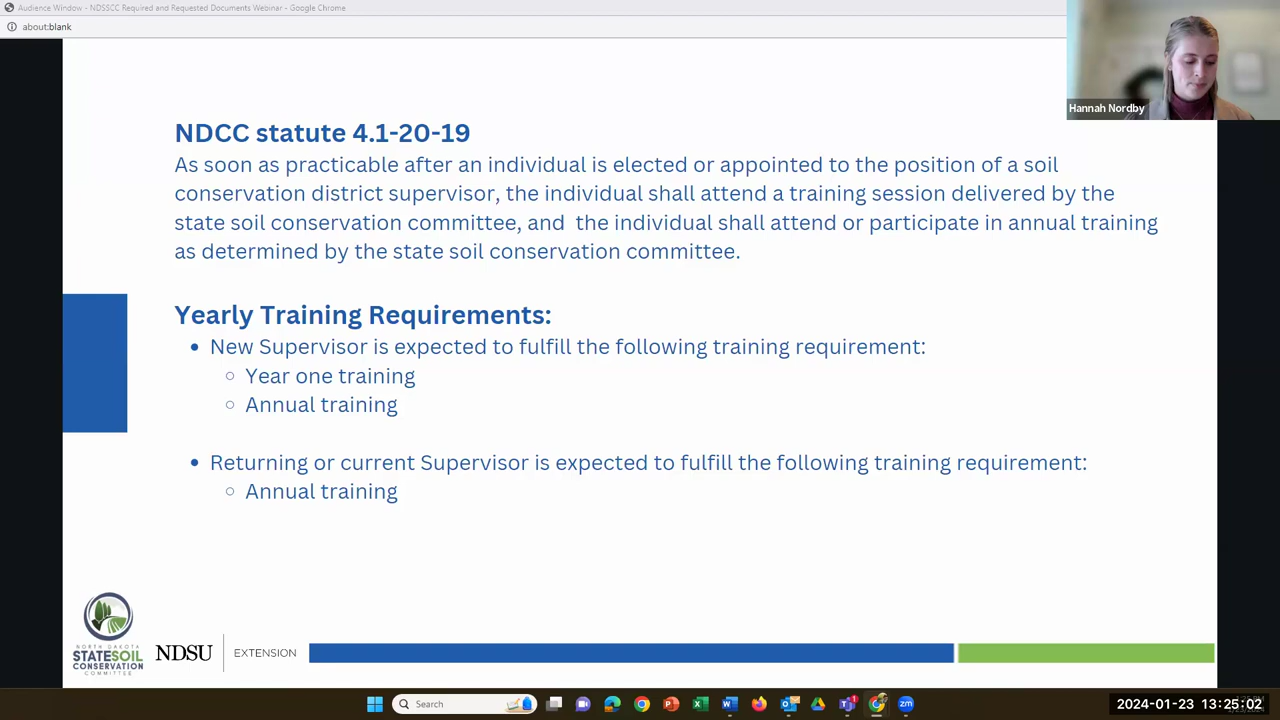 Audience Window - NDSSCC Required and Requested Documents Webinar - Google Chrome
about:blank
Hannah Nordby
NDCC statute 4.1-20-19
As soon as practicable after an individual is elected or appointed to the position of a soil
conservation district supervisor, the individual shall attend a training session delivered by the
state soil conservation committee, and the individual shall attend or participate in annual training
as determined by the state soil conservation committee.
Yearly Training Requirements:
• New Supervisor is expected to fulfill the following training requirement:
○ Year one training
○ Annual training
• Returning or current Supervisor is expected to fulfill the following training requirement:
○ Annual training
NORTH DAKOTA
STATE SOIL
CONSERVATION
COMMITTEE
NDSU
EXTENSION
Search
2024-01-23 13:25:02